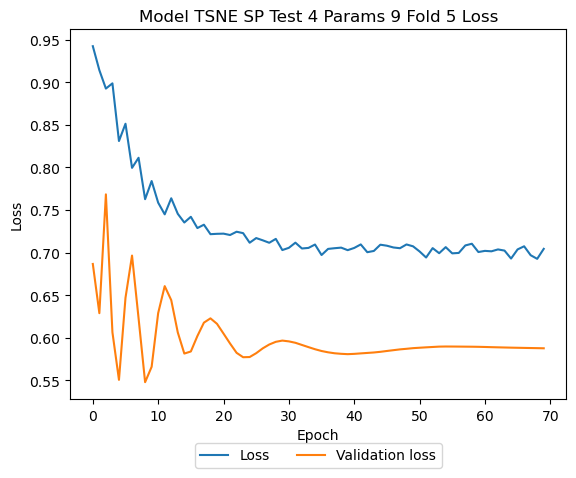 Model TSNE SP Test 4 Params 9 Fold 5 Loss
0.95
0.90
0.85
0.80
0.75
0.70
0.65
0.60
0.55
Loss
0 10 20 30 40 50 60 70
Epoch
Loss Validation loss